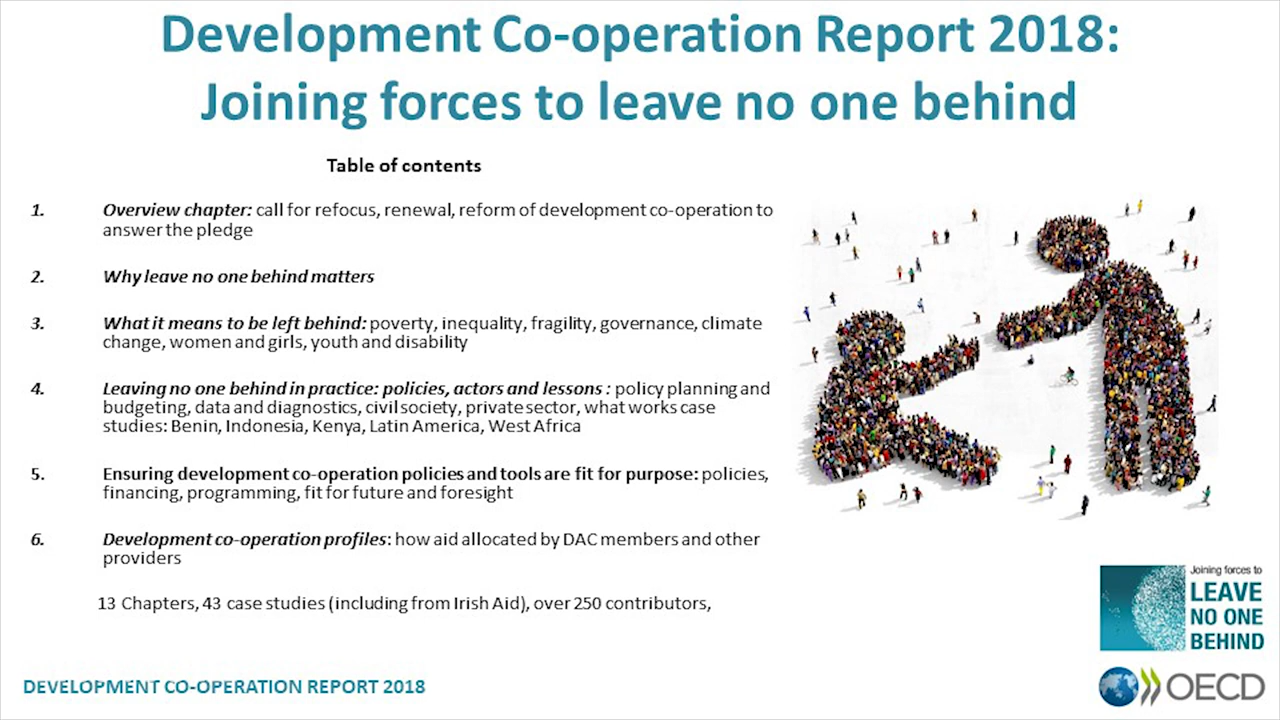 Development Co-operation Report 2018:
Joining forces to leave no one behind
Table of contents
1. Overview chapter: call for refocus, renewal, reform of development co-operation to
answer the pledge
2. Why leave no one behind matters
3. What it means to be left behind: poverty, inequality, fragility, governance, climate
change, women and girls, youth and disability
4. Leaving no one behind in practice: policies, actors and lessons : policy planning and
budgeting, data and diagnostics, civil society, private sector, what works case
studies: Benin, Indonesia, Kenya, Latin America, West Africa
5. Ensuring development co-operation policies and tools are fit for purpose: policies,
financing, programming, fit for future and foresight
6. Development co-operation profiles: how aid allocated by DAC members and other
providers
13 Chapters, 43 case studies (including from Irish Aid), over 250 contributors,
Joining forces to
LEAVE
NO ONE
BEHIND
DEVELOPMENT CO-OPERATION REPORT 2018
OECD